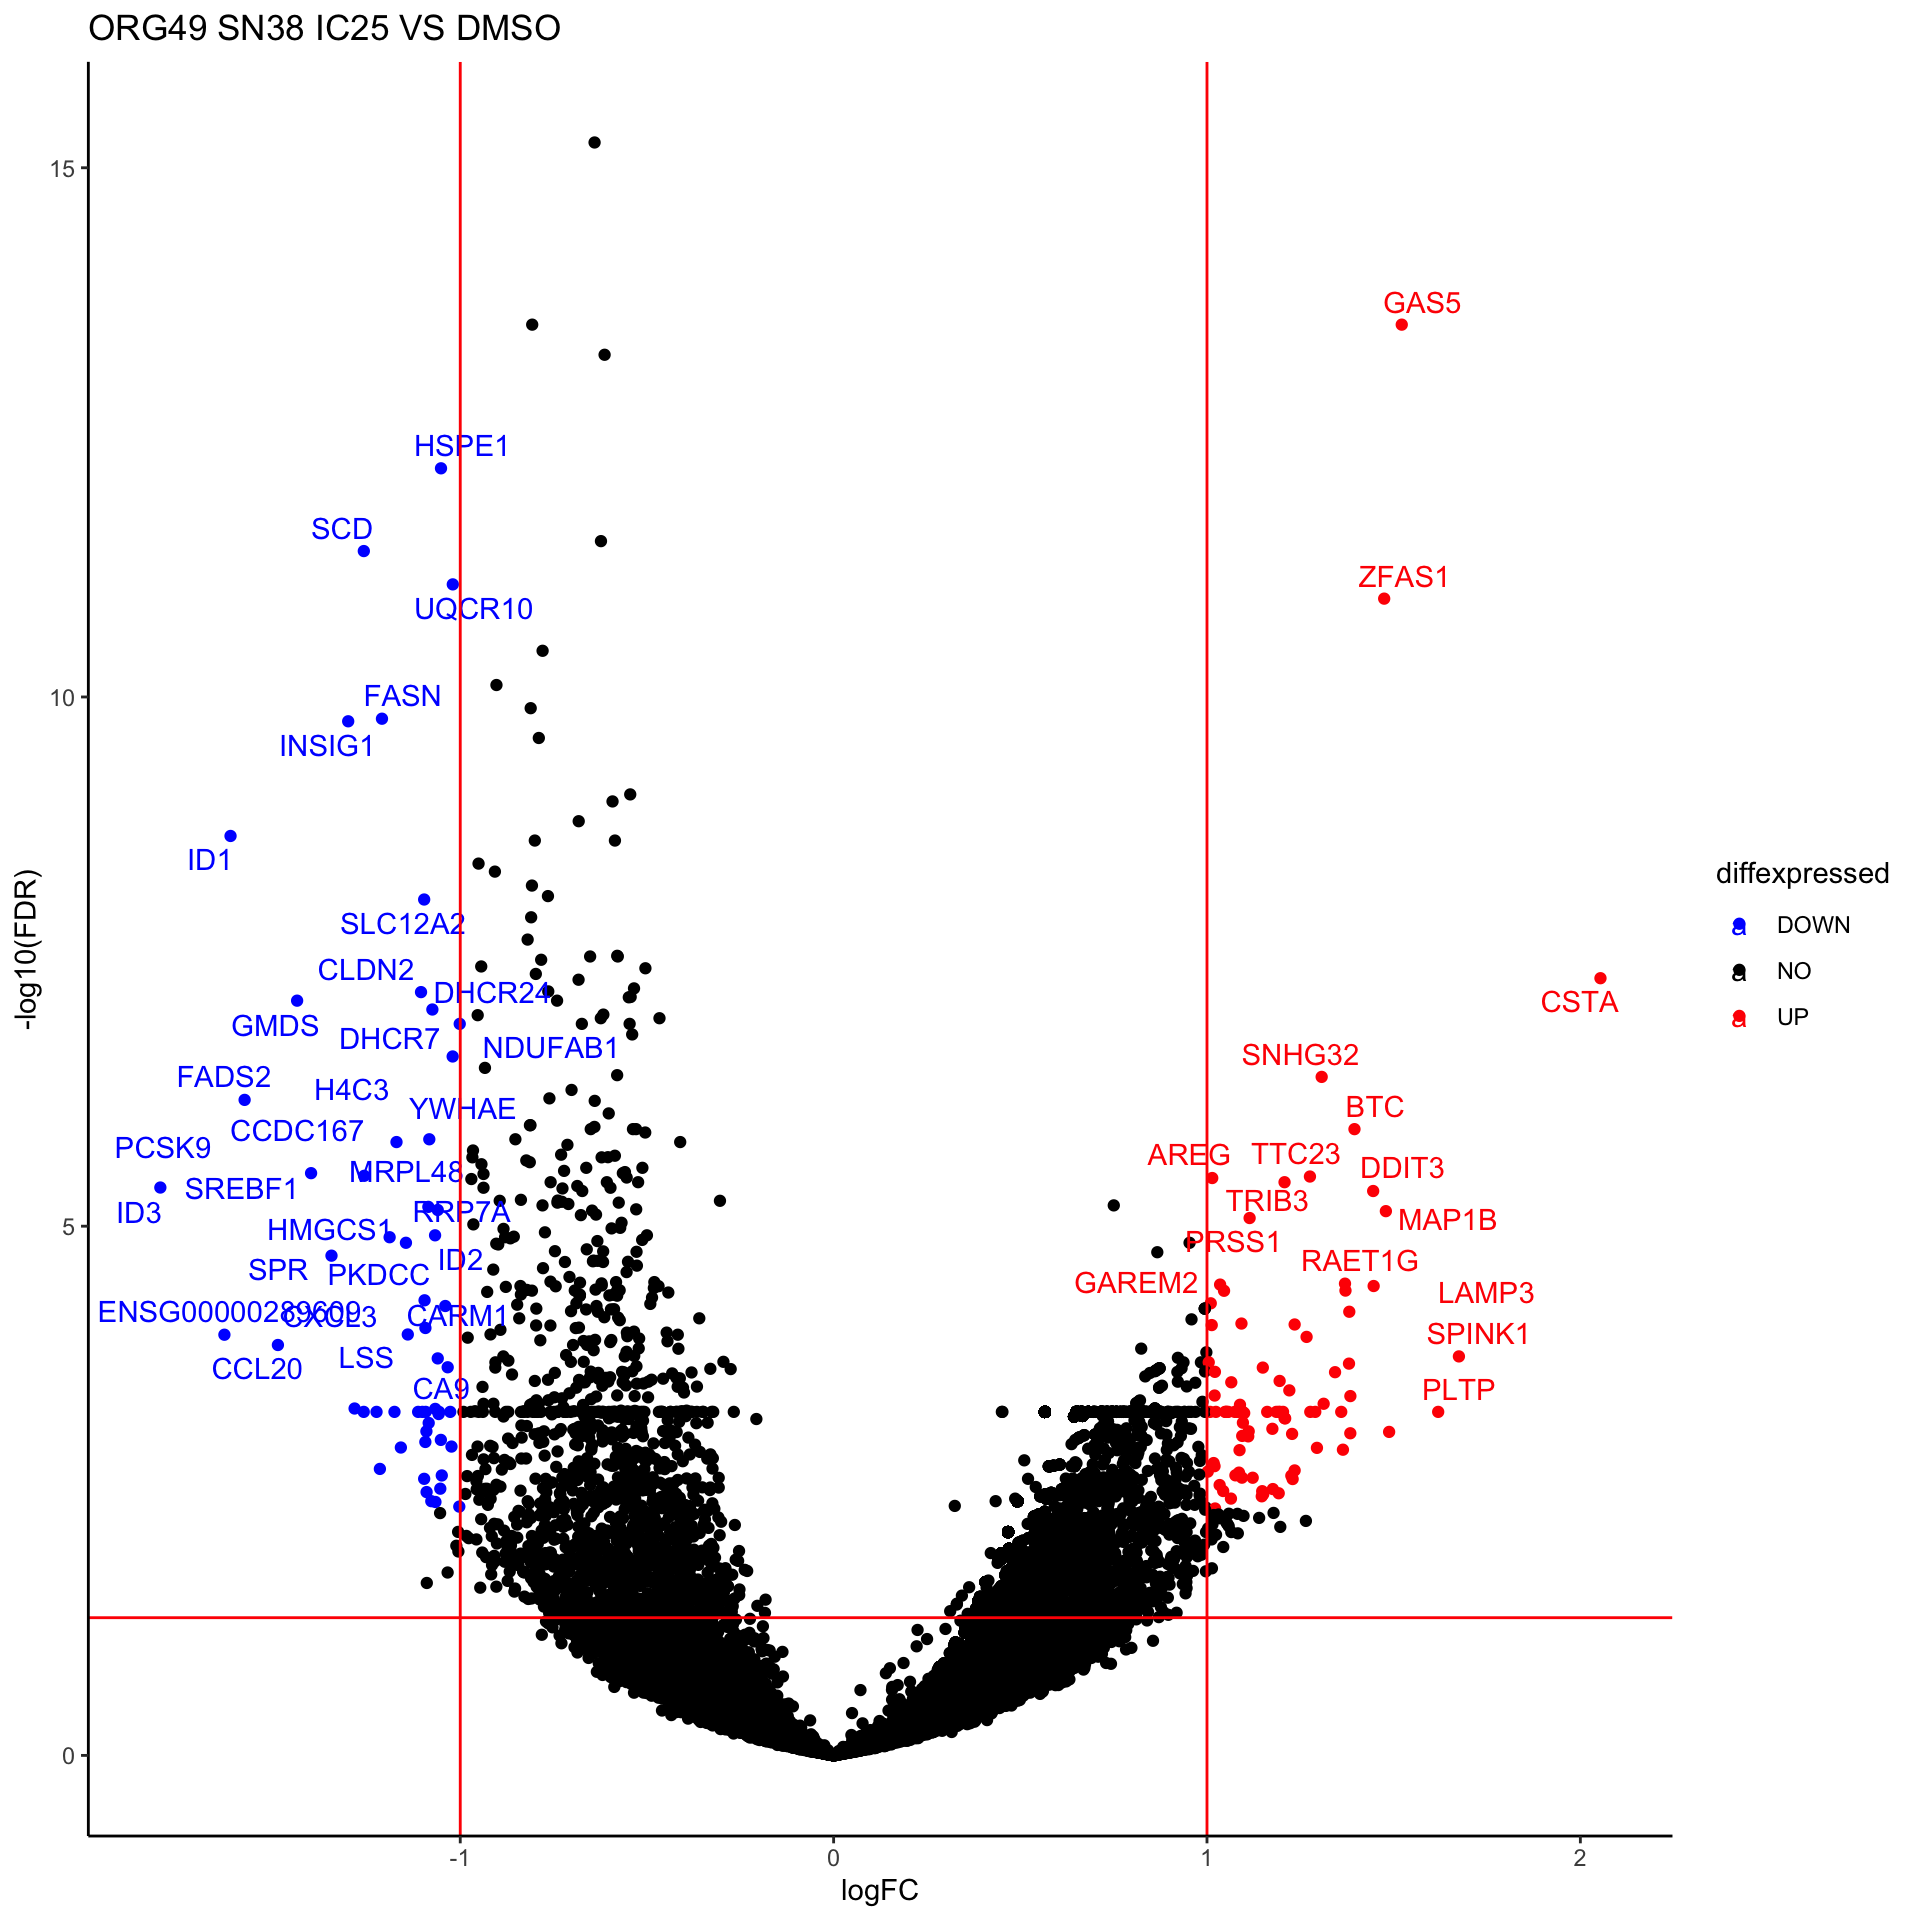 ORG49 SN38 IC25 VS DMSO
15
GAS5
HSPE1
SCD
ZFAS1
UQCR10
10
FASN
INSIG1
ID1
SLC12A2
CLDN2
DHCR24
CSTA
GMDS
DHCR7
NDUFAB1
SNHG32
FADS2
H4C3
YWHAE
BTC
CCDC167
PCSK9
AREG
TTC23
MRPL48
DDIT3
SREBF1
TRIB3
ID3
RRP7A
MAP1B
HMGCS1
5
PRSS1
ID2
RAET1G
SPR
PKDCC
GAREM2
LAMP3
ENSG00000289609
CXCL3
CARM1
SPINK1
LSS
CCL20
CA9
PLTP
0
-1
0
1
2
logFC
-log10(FDR)
diffexpressed
a DOWN
a NO
a UP